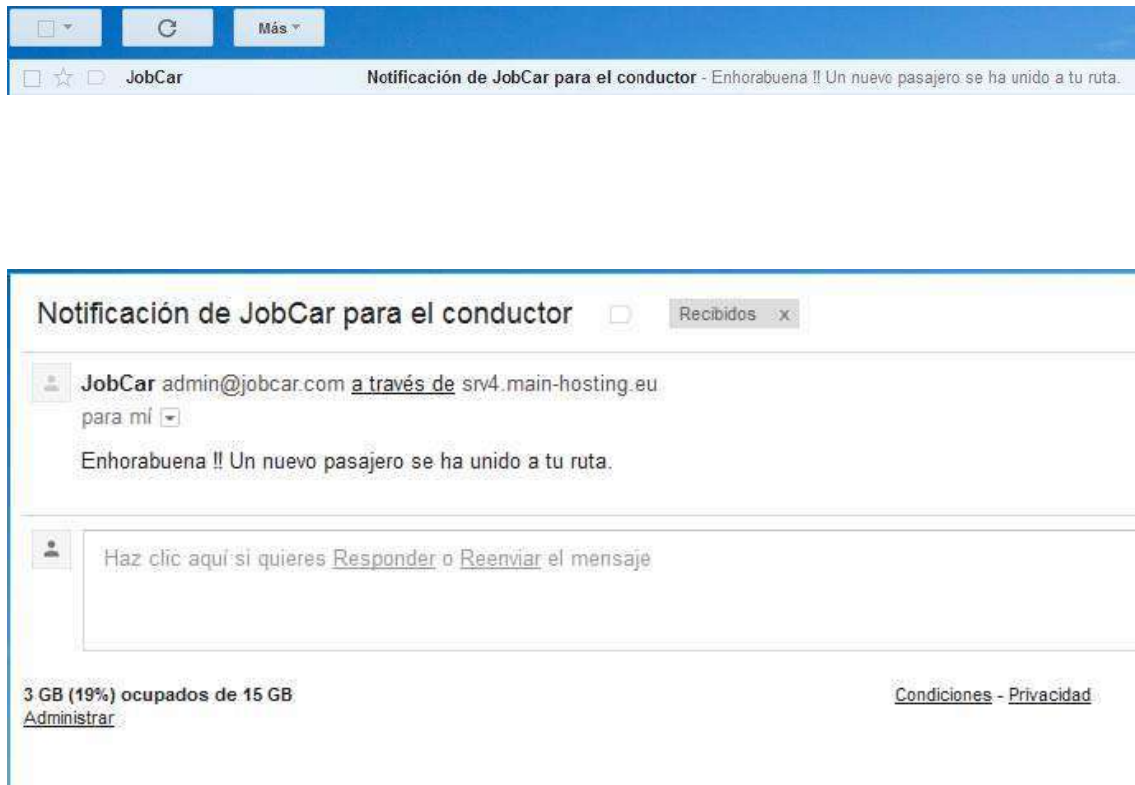 Más
JobCar Notificación de JobCar para el conductor - Enhorabuena !! Un nuevo pasajero se ha unido a tu ruta.
Notificación de JobCar para el conductor Recibidos x
JobCar admin@jobcar.com a través de srv4.main-hosting.eu
para mí
Enhorabuena !! Un nuevo pasajero se ha unido a tu ruta.
Haz clic aquí si quieres Responder o Reenviar el mensaje
3 GB (19%) ocupados de 15 GB Condiciones - Privacidad
Administrar